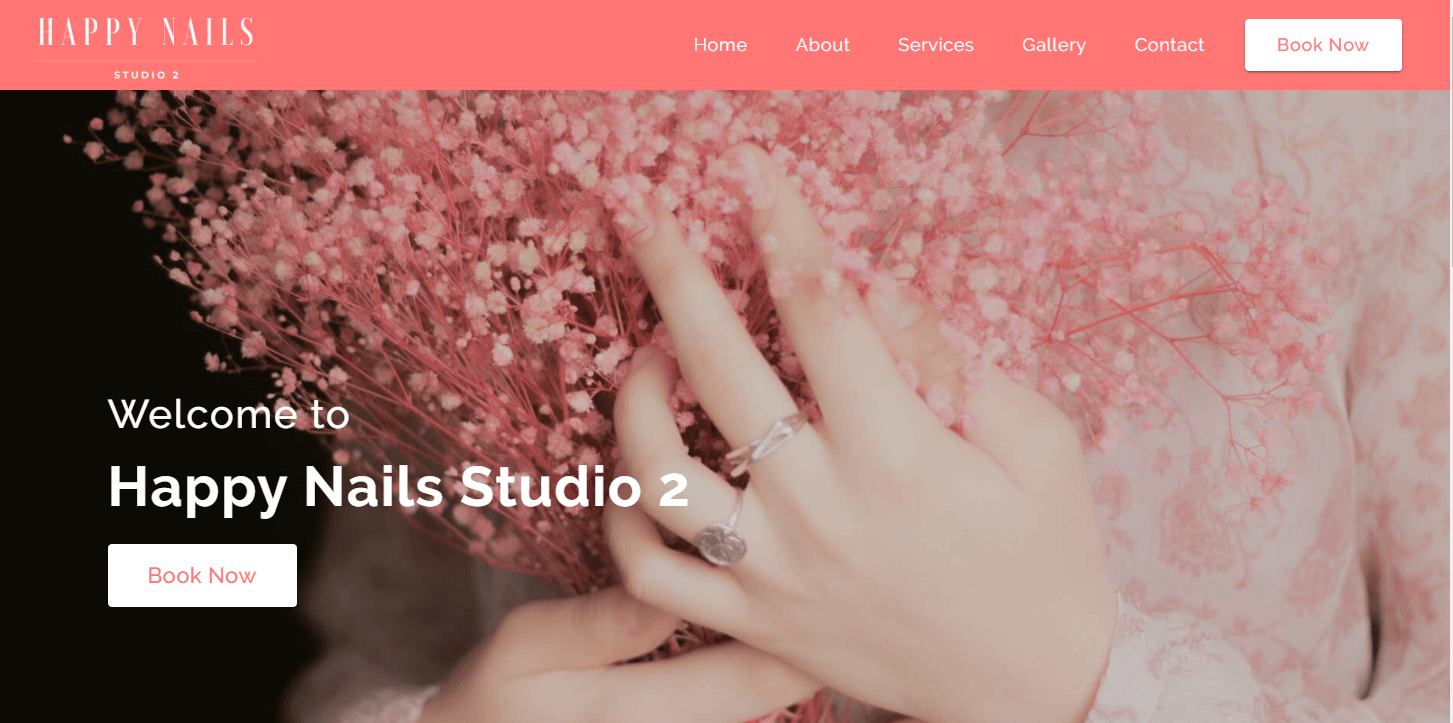 HAPPY NAILS
STUDIO 2
Home About Services Gallery Contact Book Now
Welcome to
Happy Nails Studio 2
Book Now